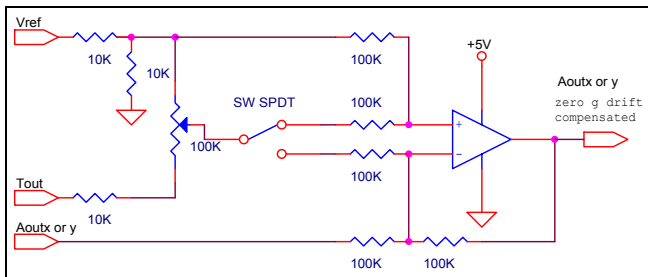 Vref
10K
10K
100K
+5V
Aoutx or y
zero g drift
compensated
SW SPDT
100K
100K
+
−
100K
Tout
10K
Aoutx or y
100K
100K